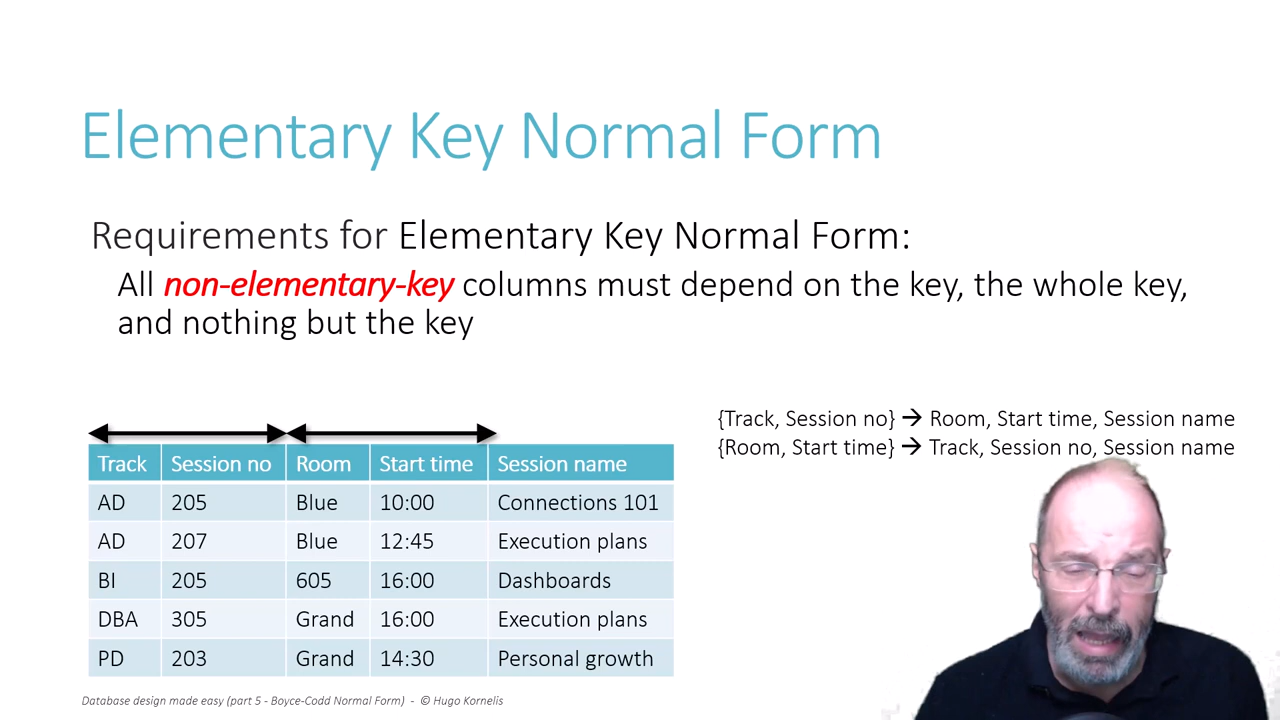 Elementary Key Normal Form
Requirements for Elementary Key Normal Form:
All non-elementary-key columns must depend on the key, the whole key,
and nothing but the key
{Track, Session no} → Room, Start time, Session name
{Room, Start time} → Track, Session no, Session name
Track Session no Room Start time Session name
AD 205 Blue 10:00 Connections 101
AD 207 Blue 12:45 Execution plans
BI 205 605 16:00 Dashboards
DBA 305 Grand 16:00 Execution plans
PD 203 Grand 14:30 Personal growth
Database design made easy (part 5 - Boyce-Codd Normal Form) - © Hugo Kornelis